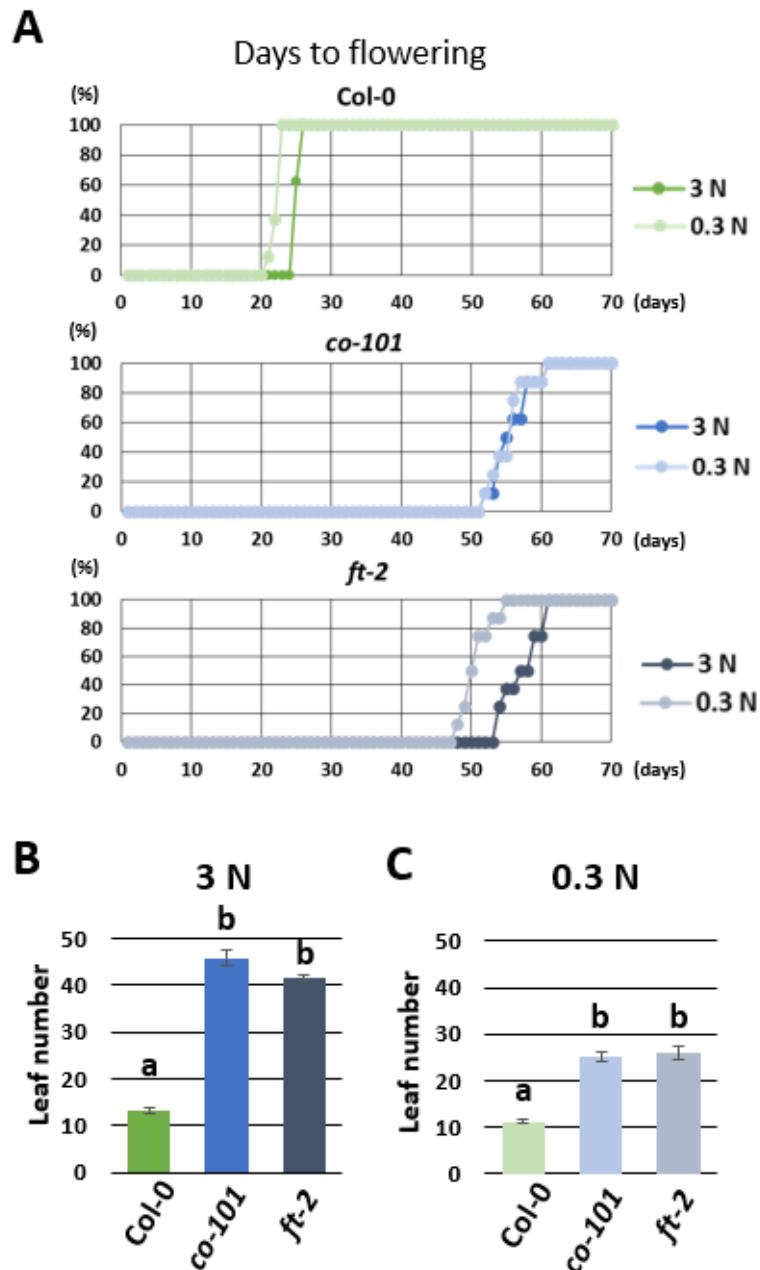 A
Days to flowering
(%) Col-0
100
80
60
40
20
0
0 10 20 30 40 50 60 70 (days)
3 N
0.3 N
(%) co-101
100
80
60
40
20
0
0 10 20 30 40 50 60 70 (days)
3 N
0.3 N
(%) ft-2
100
80
60
40
20
0
0 10 20 30 40 50 60 70 (days)
3 N
0.3 N
B
3 N
Leaf number
50
40
30
20
10
0
a b b
Col-0 co-101 ft-2
C
0.3 N
Leaf number
50
40
30
20
10
0
a b b
Col-0 co-101 ft-2